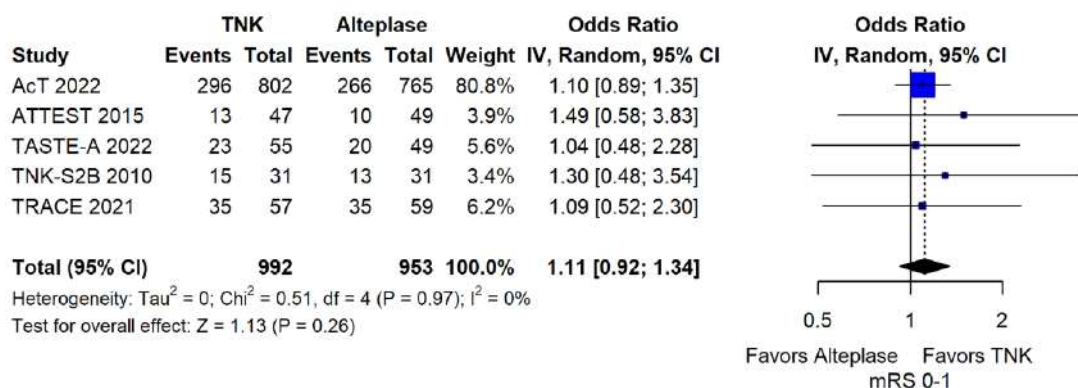 TNK Alteplase Odds Ratio Odds Ratio
Study Events Total Events Total Weight IV, Random, 95% CI IV, Random, 95% CI
AcT 2022 296 802 266 765 80.8% 1.10 [0.89; 1.35]
ATTEST 2015 13 47 10 49 3.9% 1.49 [0.58; 3.83]
TASTE-A 2022 23 55 20 49 5.6% 1.04 [0.48; 2.28]
TNK-S2B 2010 15 31 13 31 3.4% 1.30 [0.48; 3.54]
TRACE 2021 35 57 35 59 6.2% 1.09 [0.52; 2.30]
Total (95% CI) 992 953 100.0% 1.11 [0.92; 1.34]
Heterogeneity: Tau² = 0; Chi² = 0.51, df = 4 (P = 0.97); I² = 0%
Test for overall effect: Z = 1.13 (P = 0.26)
0.5 1 2
Favors Alteplase Favors TNK
mRS 0-1